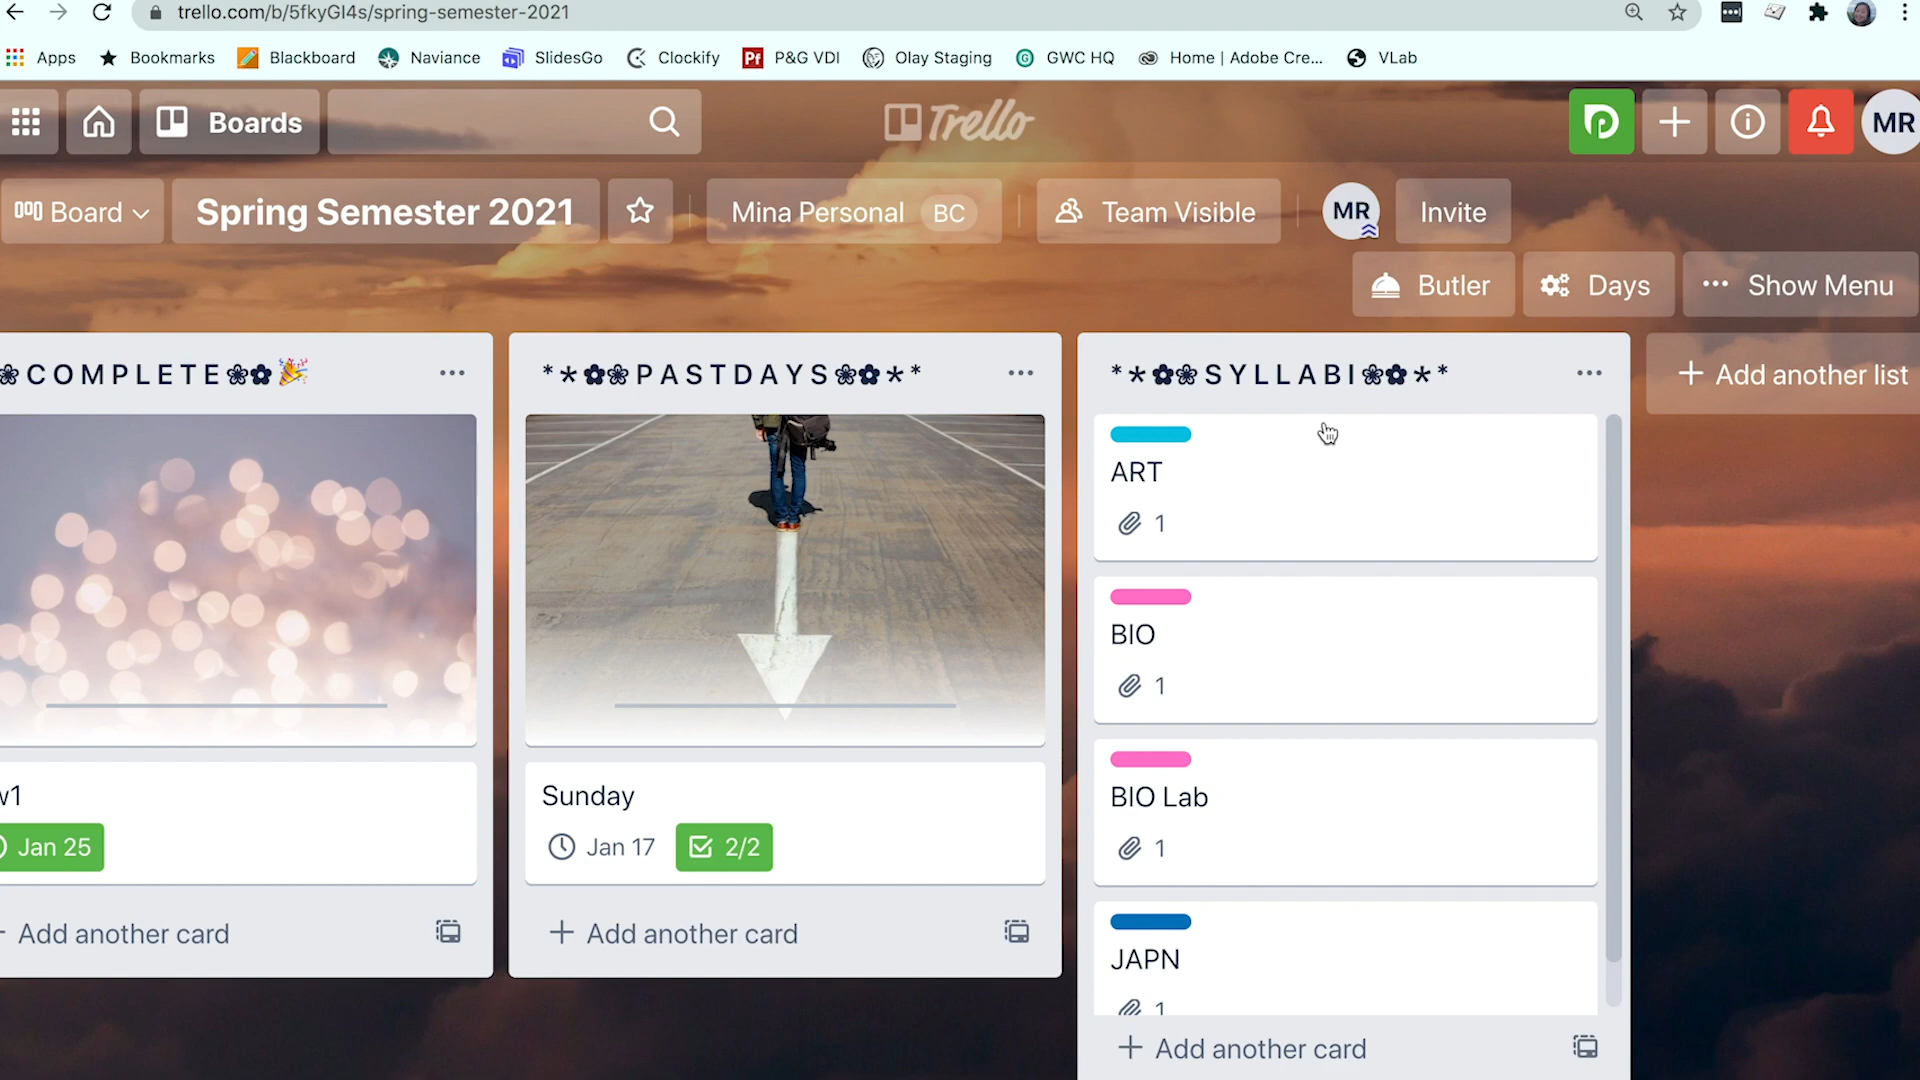 trello.com/b/5fkyGl4s/spring-semester-2021
Apps Bookmarks Blackboard Naviance SlidesGo Clockify P&G VDI Olay Staging GWC HQ Home | Adobe Cre... VLab
Boards Trello MR
Board Spring Semester 2021 Mina Personal BC Team Visible MR Invite
Butler Days ··· Show Menu
❀COMPLETE❀✿🎉 ···
*⋆✿❀PASTDAYS❀✿⋆* ···
*⋆✿❀SYLLABI❀✿⋆* ···
+ Add another list
w1
Jan 25
+ Add another card
Sunday
Jan 17 2/2
+ Add another card
ART
1
BIO
1
BIO Lab
1
JAPN
1
+ Add another card